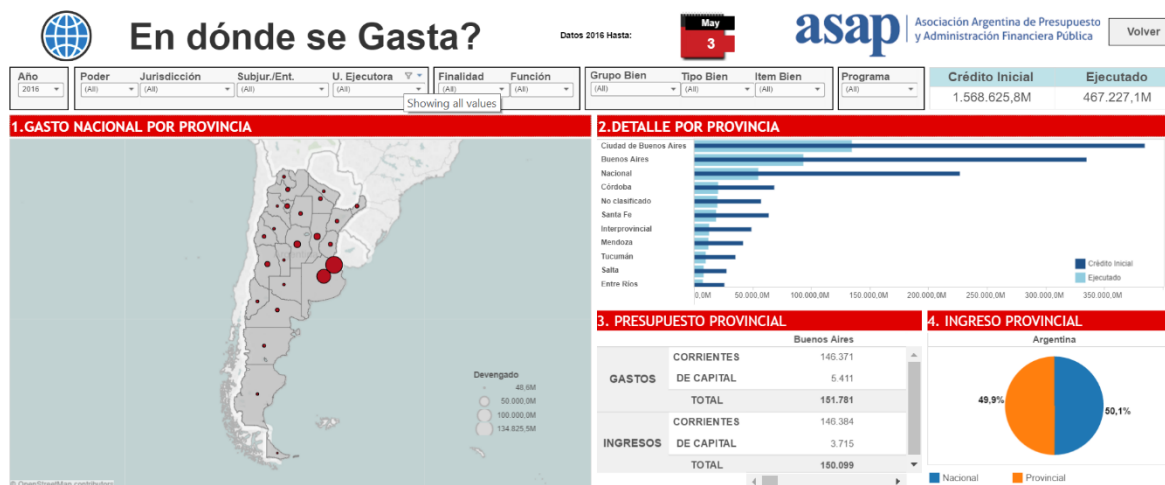 En dónde se Gasta?
Datos 2016 Hasta:
May
3
asap
Asociación Argentina de Presupuesto
y Administración Financiera Pública
Volver
Año
2016
Poder
(All)
Jurisdicción
(All)
Subjur./Ent.
(All)
U. Ejecutora
(All)
Showing all values
Finalidad
(All)
Función
(All)
Grupo Bien
(All)
Tipo Bien
(All)
Item Bien
(All)
Programa
(All)
Crédito Inicial
1.568.625,8M
Ejecutado
467.227,1M
1.GASTO NACIONAL POR PROVINCIA
Devengado
48,6M
50.000,0M
100.000,0M
134.825,5M
© OpenStreetMap contributors
2.DETALLE POR PROVINCIA
Ciudad de Buenos Aires
Buenos Aires
Nacional
Córdoba
No clasificado
Santa Fe
Interprovincial
Mendoza
Tucumán
Salta
Entre Ríos
Crédito Inicial
Ejecutado
0,0M 50.000,0M 100.000,0M 150.000,0M 200.000,0M 250.000,0M 300.000,0M 350.000,0M
3. PRESUPUESTO PROVINCIAL
Buenos Aires
GASTOS
CORRIENTES 146.371
DE CAPITAL 5.411
TOTAL 151.781
INGRESOS
CORRIENTES 146.384
DE CAPITAL 3.715
TOTAL 150.099
4. INGRESO PROVINCIAL
Argentina
49,9%
50,1%
Nacional
Provincial